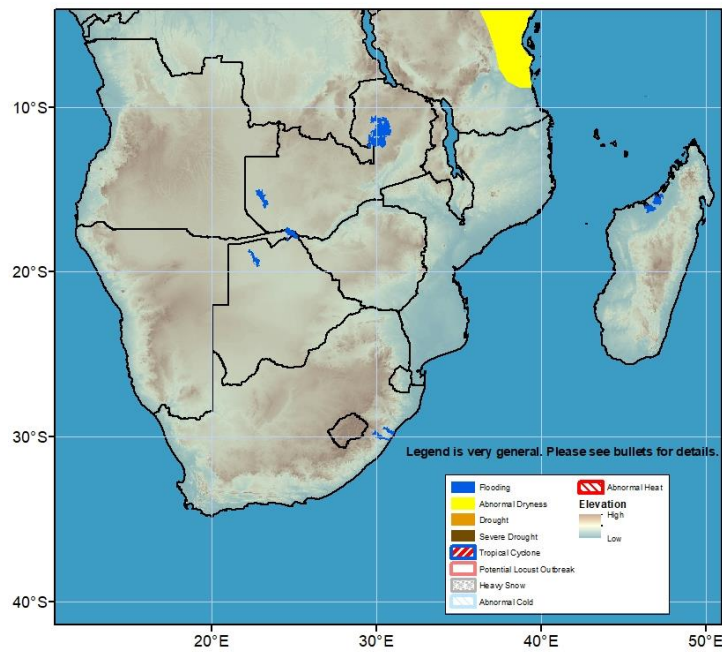 10°S
20°S
30°S
Legend is very general. Please see bullets for details.
Flooding
Abnormal Dryness
Drought
Severe Drought
Tropical Cyclone
Potential Locust Outbreak
Heavy Snow
Abnormal Cold
Abnormal Heat
Elevation
High
Low
40°S
20°E
30°E
40°E
50°E